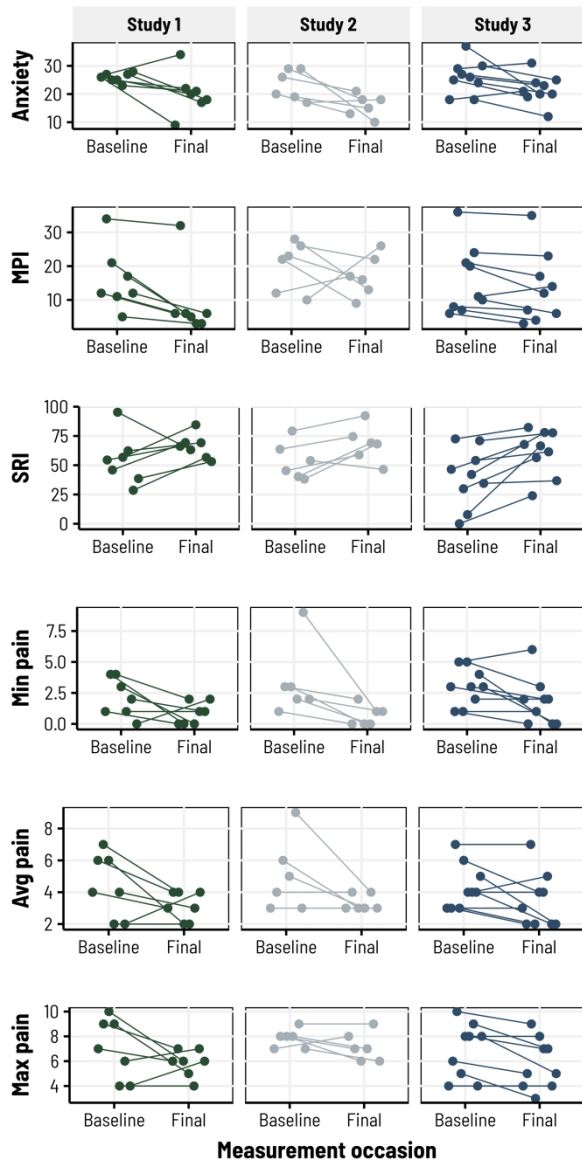 Study 1 Study 2 Study 3
Anxiety
30
20
10
Baseline Final Baseline Final Baseline Final
MPI
30
20
10
Baseline Final Baseline Final Baseline Final
SRI
100
75
50
25
0
Baseline Final Baseline Final Baseline Final
Min pain
7.5
5.0
2.5
0.0
Baseline Final Baseline Final Baseline Final
Avg pain
8
6
4
2
Baseline Final Baseline Final Baseline Final
Max pain
10
8
6
4
Baseline Final Baseline Final Baseline Final
Measurement occasion